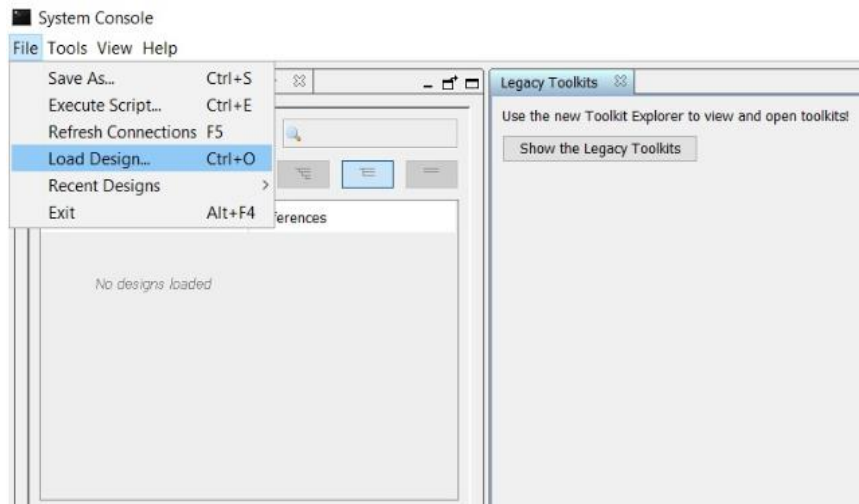 System Console
File Tools View Help
Save As... Ctrl+S
Execute Script... Ctrl+E
Refresh Connections F5
Load Design... Ctrl+O
Recent Designs >
Exit Alt+F4
ferences
No designs loaded
Legacy Toolkits
Use the new Toolkit Explorer to view and open toolkits!
Show the Legacy Toolkits